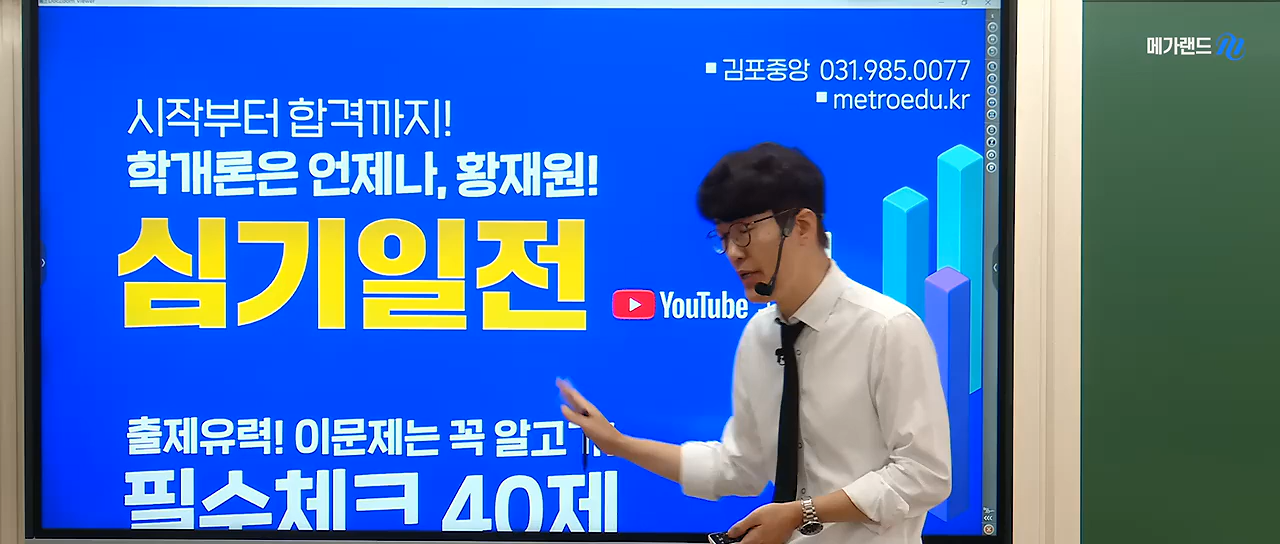 메가랜드
김포중앙 031.985.0077
metroedu.kr
시작부터 합격까지!
학개론은 언제나, 황재원!
심기일전
YouTube
출제유력! 이문제는 꼭 알고
필수체크 40제